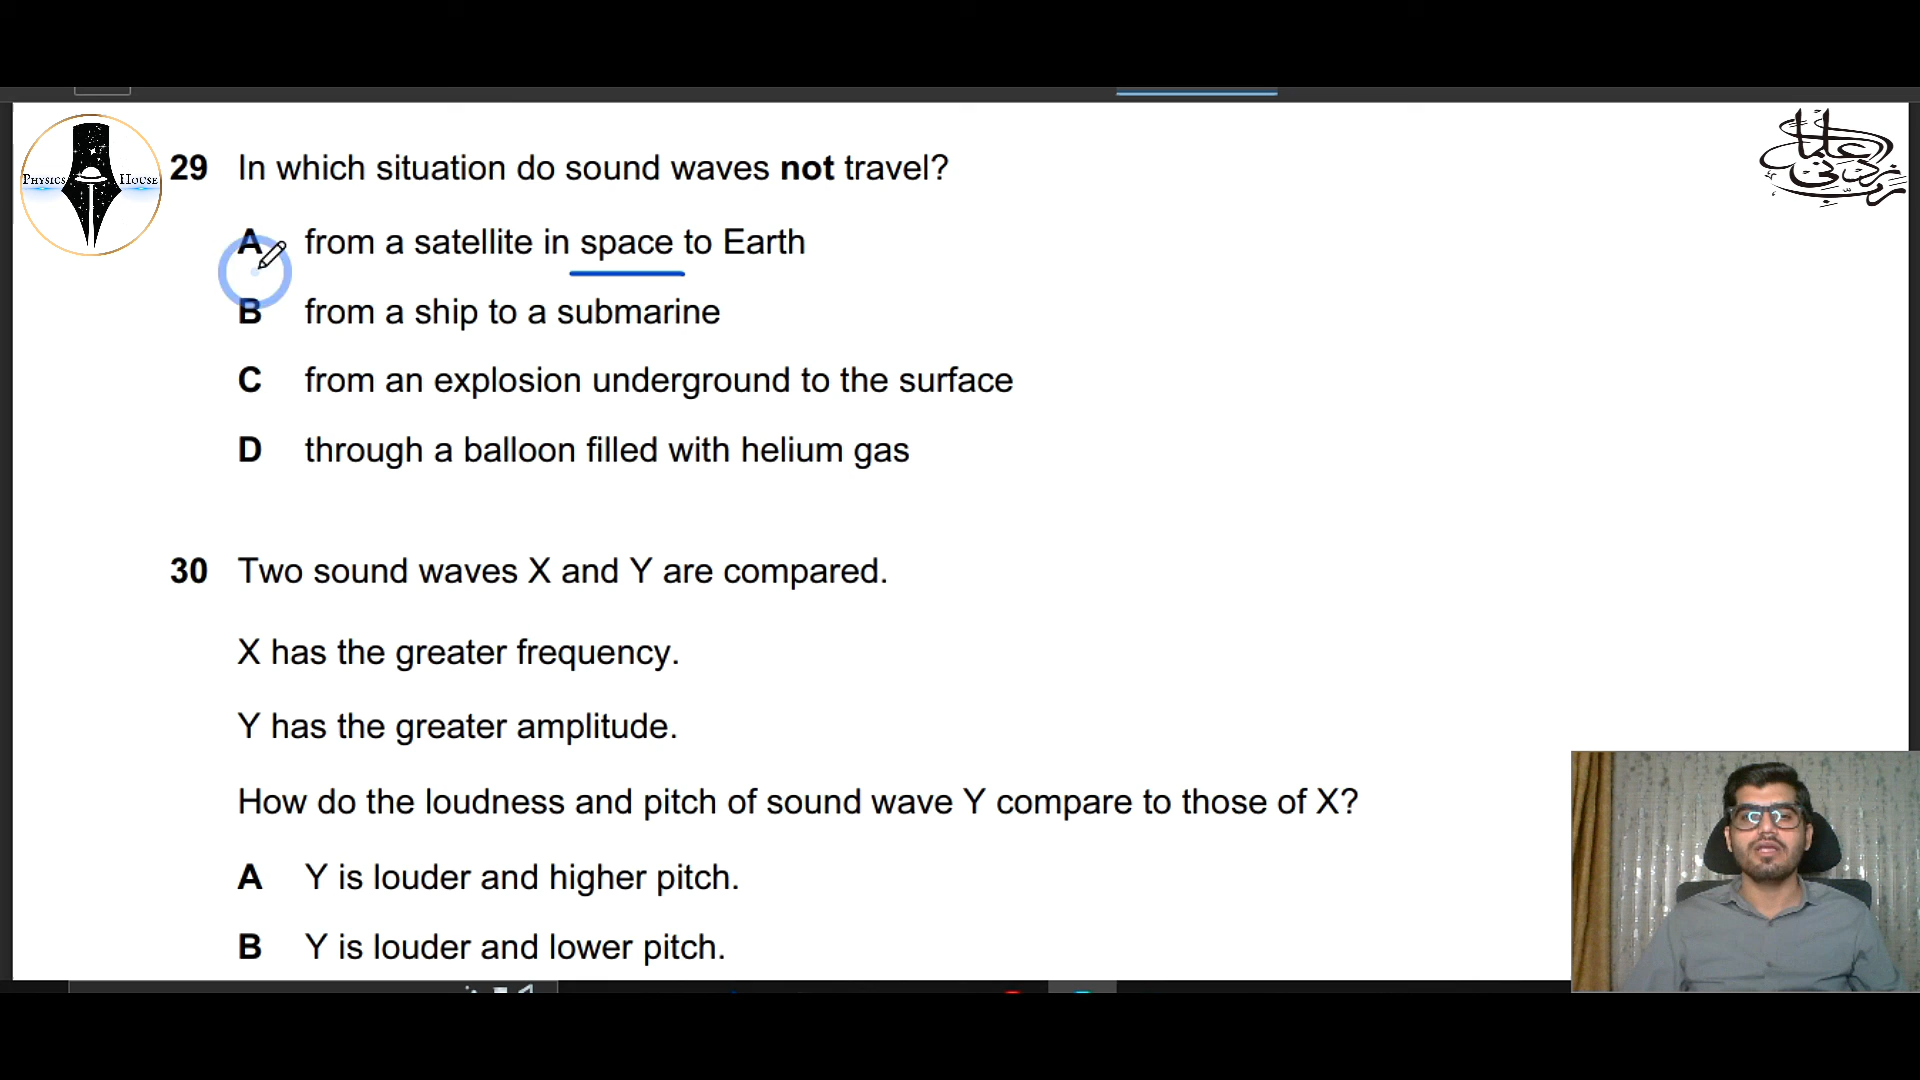 PHYSICS HOUSE
رب زدني علما
29 In which situation do sound waves not travel?
A from a satellite in space to Earth
B from a ship to a submarine
C from an explosion underground to the surface
D through a balloon filled with helium gas
30 Two sound waves X and Y are compared.
X has the greater frequency.
Y has the greater amplitude.
How do the loudness and pitch of sound wave Y compare to those of X?
A Y is louder and higher pitch.
B Y is louder and lower pitch.